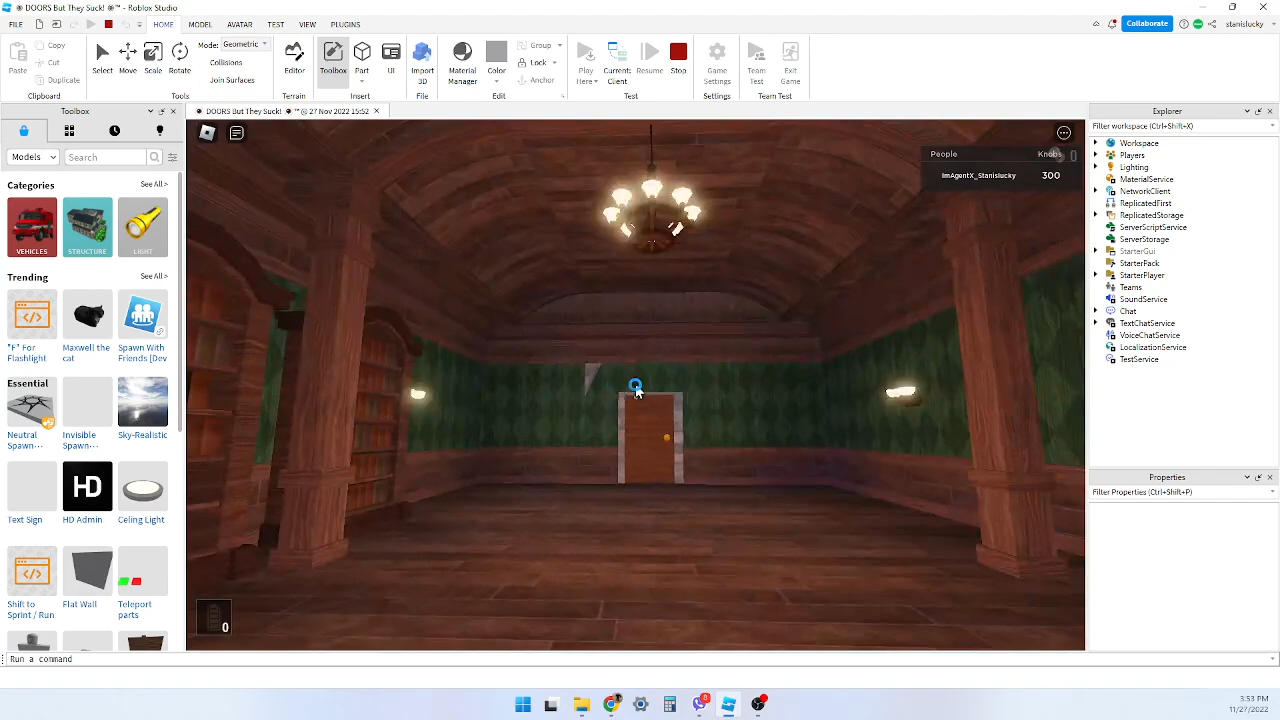 DOORS But They Suck! ◉™ - Roblox Studio
FILE HOME MODEL AVATAR TEST VIEW PLUGINS
Collaborate stanislucky
Paste Copy Cut Duplicate Clipboard
Select Move Scale Rotate Mode: Geometric Collisions Join Surfaces Tools
Editor Terrain
Toolbox Part UI Insert
Import 3D File
Material Manager Color Group Lock Anchor Edit
Play Here Current: Client Resume Stop Test
Game Settings Settings
Team Test Exit Game Team Test
Toolbox
DOORS But They Suck! ◉ ™ @ 27 Nov 2022 15:52
Models Search
Categories See All >
VEHICLES STRUCTURE LIGHT
Trending See All >
"F" For Flashlight
Maxwell the cat
Spawn With Friends [Dev
Essential
Neutral Spawn···
Invisible Spawn···
Sky-Realistic
HD
Text Sign HD Admin Celing Light
Shift to Sprint / Run
Flat Wall
Teleport parts
People Knobs
ImAgentX_Stanislucky 300
0
Explorer
Filter workspace (Ctrl+Shift+X)
Workspace
Players
Lighting
MaterialService
NetworkClient
ReplicatedFirst
ReplicatedStorage
ServerScriptService
ServerStorage
StarterGui
StarterPack
StarterPlayer
Teams
SoundService
Chat
TextChatService
VoiceChatService
LocalizationService
TestService
Properties
Filter Properties (Ctrl+Shift+P)
Run a command
8
3:53 PM
11/27/2022